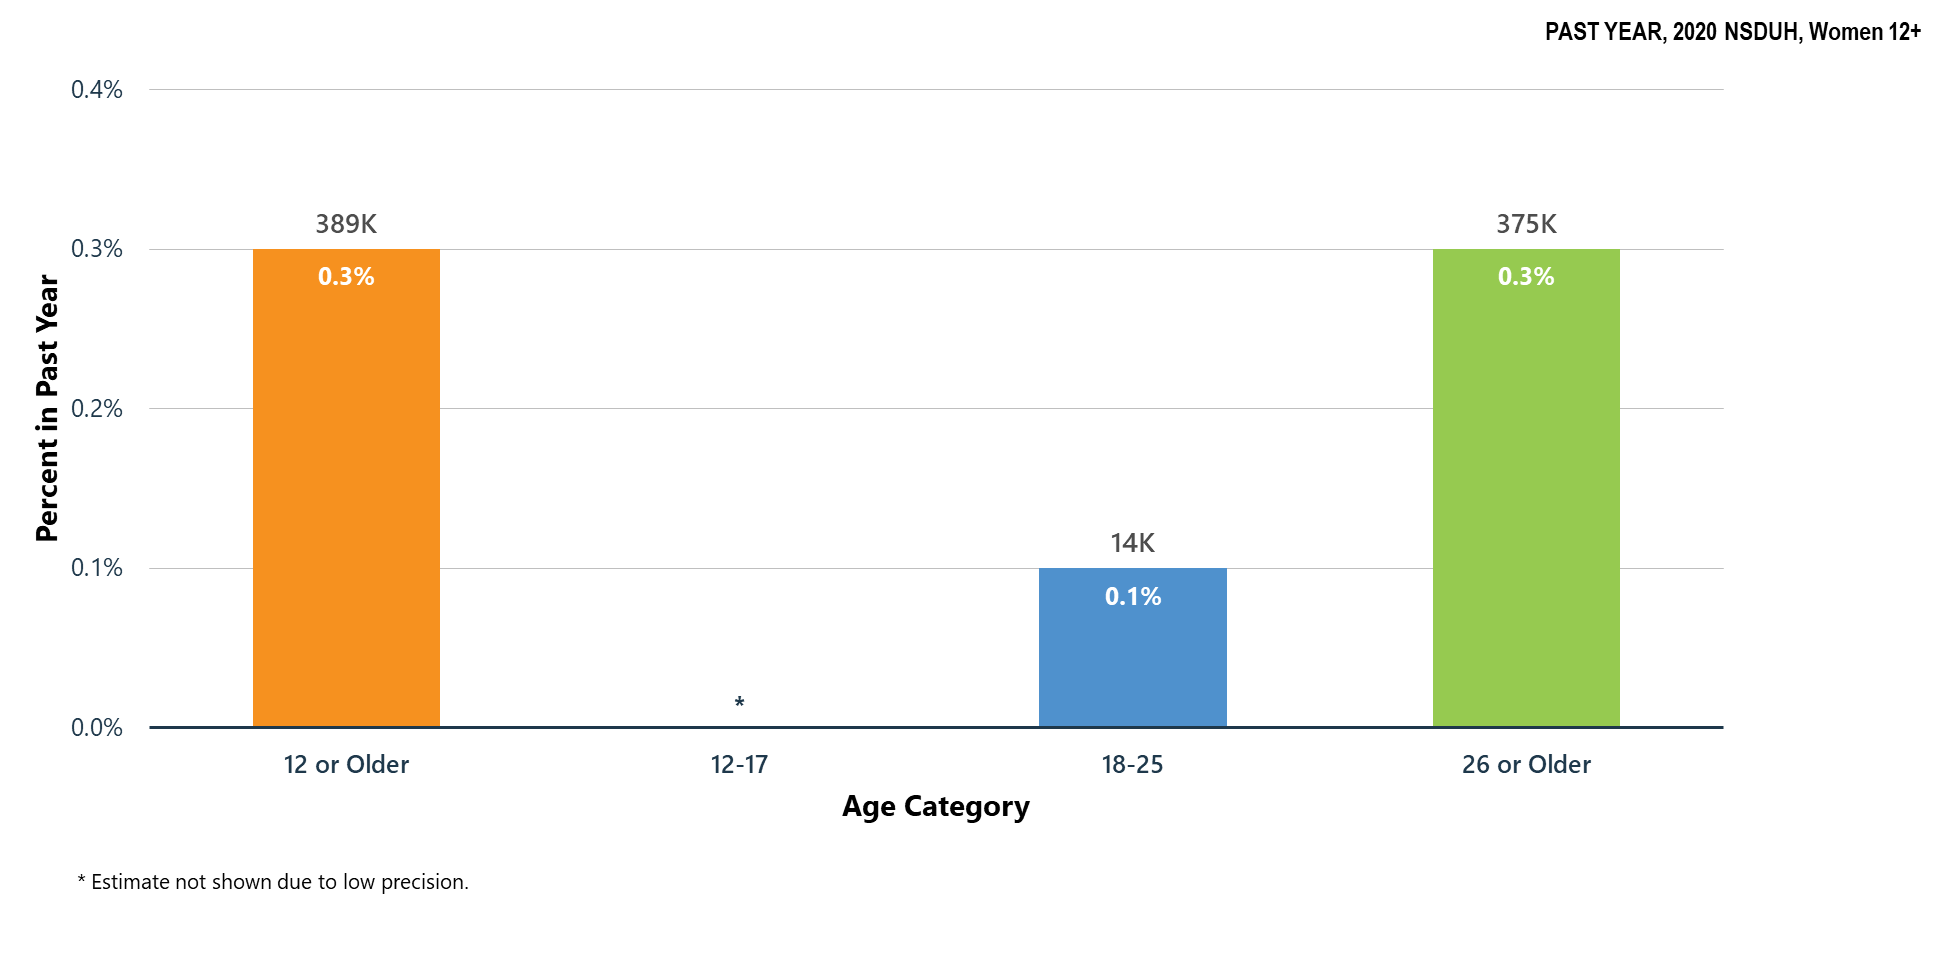 PAST YEAR, 2020 NSDUH, Women 12+
0.4%
0.3%
0.2%
0.1%
0.0%
Percent in Past Year
389K
0.3%
*
14K
0.1%
375K
0.3%
12 or Older
12-17
18-25
26 or Older
Age Category
* Estimate not shown due to low precision.